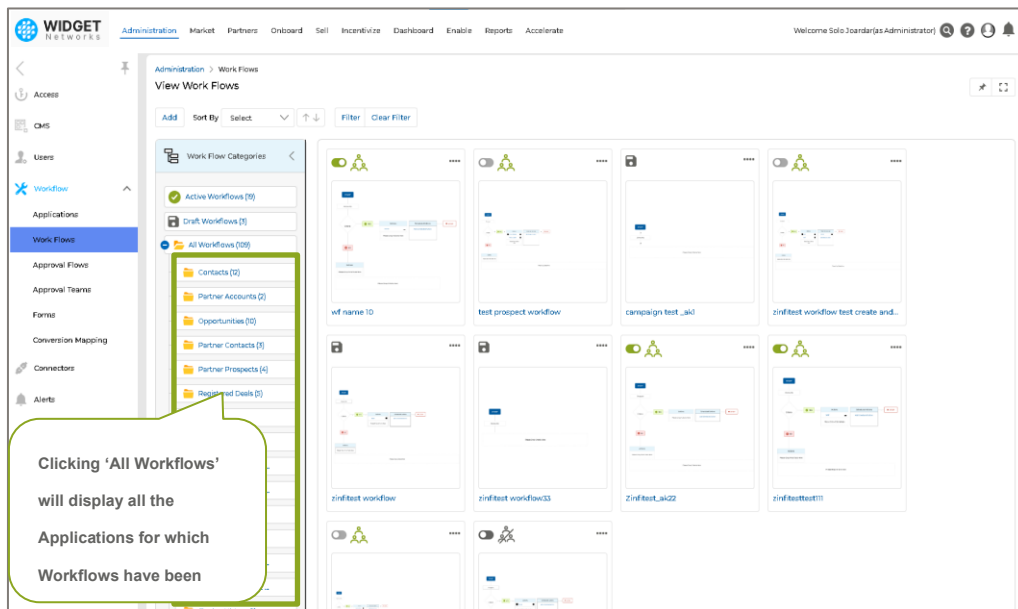 WIDGET
Networks
Administration Market Partners Onboard Sell Incentivize Dashboard Enable Reports Accelerate
Welcome Solo Joardar(as Administrator)
Administration > Work Flows
View Work Flows
Access
CMS
Users
Workflow
Applications
Work Flows
Approval Flows
Approval Teams
Forms
Conversion Mapping
Connectors
Alerts
Add Sort By Select Filter Clear Filter
Work Flow Categories
Active Workflows (19)
Draft Workflows (3)
All Workflows (109)
Contacts (12)
Partner Accounts (2)
Opportunities (10)
Partner Contacts (3)
Partner Prospects (4)
Registered Deals (5)
wf name 10
test prospect workflow
campaign test _ak1
zinfitest workflow test create and...
zinfitest workflow
zinfitest workflow33
Zinfitest_ak22
zinfitesttest111
Clicking ‘All Workflows’
will display all the
Applications for which
Workflows have been